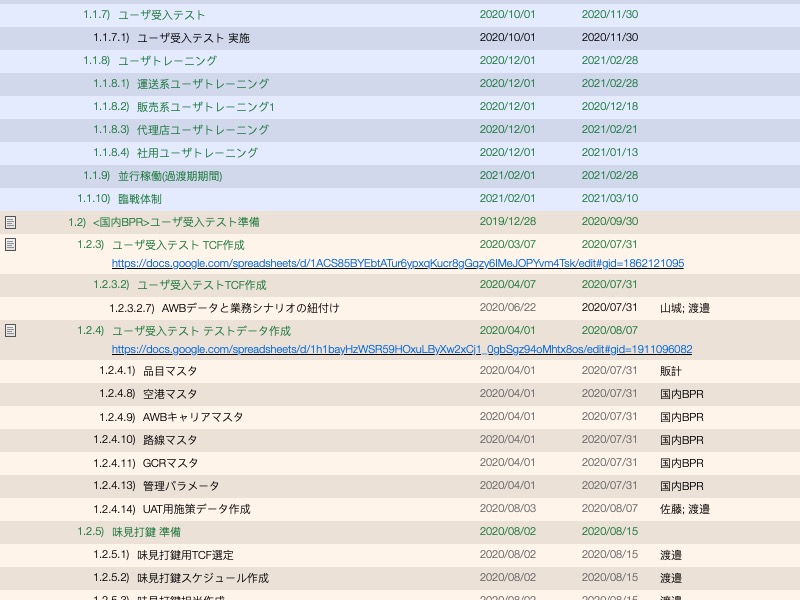 1.1.7) ユーザ受入テスト 2020/10/01 2020/11/30
1.1.7.1) ユーザ受入テスト 実施 2020/10/01 2020/11/30
1.1.8) ユーザトレーニング 2020/12/01 2021/02/28
1.1.8.1) 運送系ユーザトレーニング 2020/12/01 2021/02/28
1.1.8.2) 販売系ユーザトレーニング1 2020/12/01 2020/12/18
1.1.8.3) 代理店ユーザトレーニング 2020/12/01 2021/02/21
1.1.8.4) 社用ユーザトレーニング 2020/12/01 2021/01/13
1.1.9) 並行稼働(過渡期期間) 2021/02/01 2021/02/28
1.1.10) 臨戦体制 2021/02/01 2021/03/10
1.2) <国内BPR>ユーザ受入テスト準備 2019/12/28 2020/09/30
1.2.3) ユーザ受入テスト TCF作成 2020/03/07 2020/07/31
https://docs.google.com/spreadsheets/d/1ACS85BYEbtATur6ypxqKucr8gGqzy6IMeJOPYvm4Tsk/edit#gid=1862121095
1.2.3.2) ユーザ受入テストTCF作成 2020/04/07 2020/07/31
1.2.3.2.7) AWBデータと業務シナリオの紐付け 2020/06/22 2020/07/31 山城; 渡邉
1.2.4) ユーザ受入テスト テストデータ作成 2020/04/01 2020/08/07
https://docs.google.com/spreadsheets/d/1h1bayHzWSR59HOxuLByXw2xCj1_0gbSgz94oMhtx8os/edit#gid=1911096082
1.2.4.1) 品目マスタ 2020/04/01 2020/07/31 販計
1.2.4.8) 空港マスタ 2020/04/01 2020/07/31 国内BPR
1.2.4.9) AWBキャリアマスタ 2020/04/01 2020/07/31 国内BPR
1.2.4.10) 路線マスタ 2020/04/01 2020/07/31 国内BPR
1.2.4.11) GCRマスタ 2020/04/01 2020/07/31 国内BPR
1.2.4.13) 管理パラメータ 2020/04/01 2020/07/31 国内BPR
1.2.4.14) UAT用施策データ作成 2020/08/03 2020/08/07 佐藤; 渡邉
1.2.5) 味見打鍵 準備 2020/08/02 2020/08/15
1.2.5.1) 味見打鍵用TCF選定 2020/08/02 2020/08/15 渡邉
1.2.5.2) 味見打鍵スケジュール作成 2020/08/02 2020/08/15 渡邉